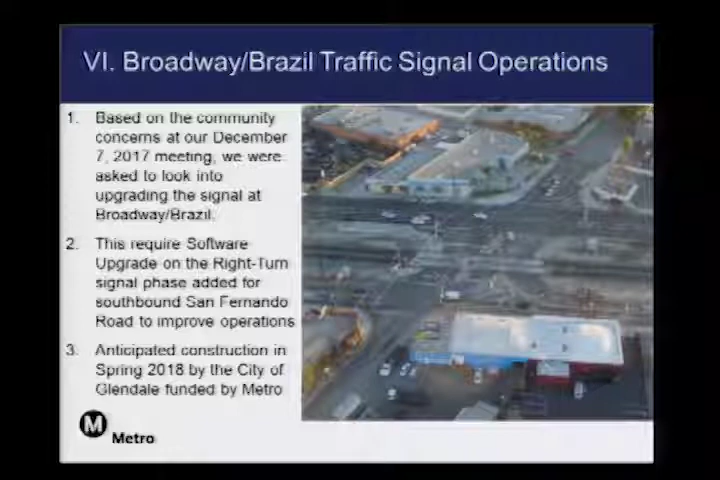 VI. Broadway/Brazil Traffic Signal Operations
1. Based on the community
concerns at our December
7, 2017 meeting, we were
asked to look into
upgrading the signal at
Broadway/Brazil.
2. This require Software
Upgrade on the Right-Turn
signal phase added for
southbound San Fernando
Road to improve operations
3. Anticipated construction in
Spring 2018 by the City of
Glendale funded by Metro
M Metro